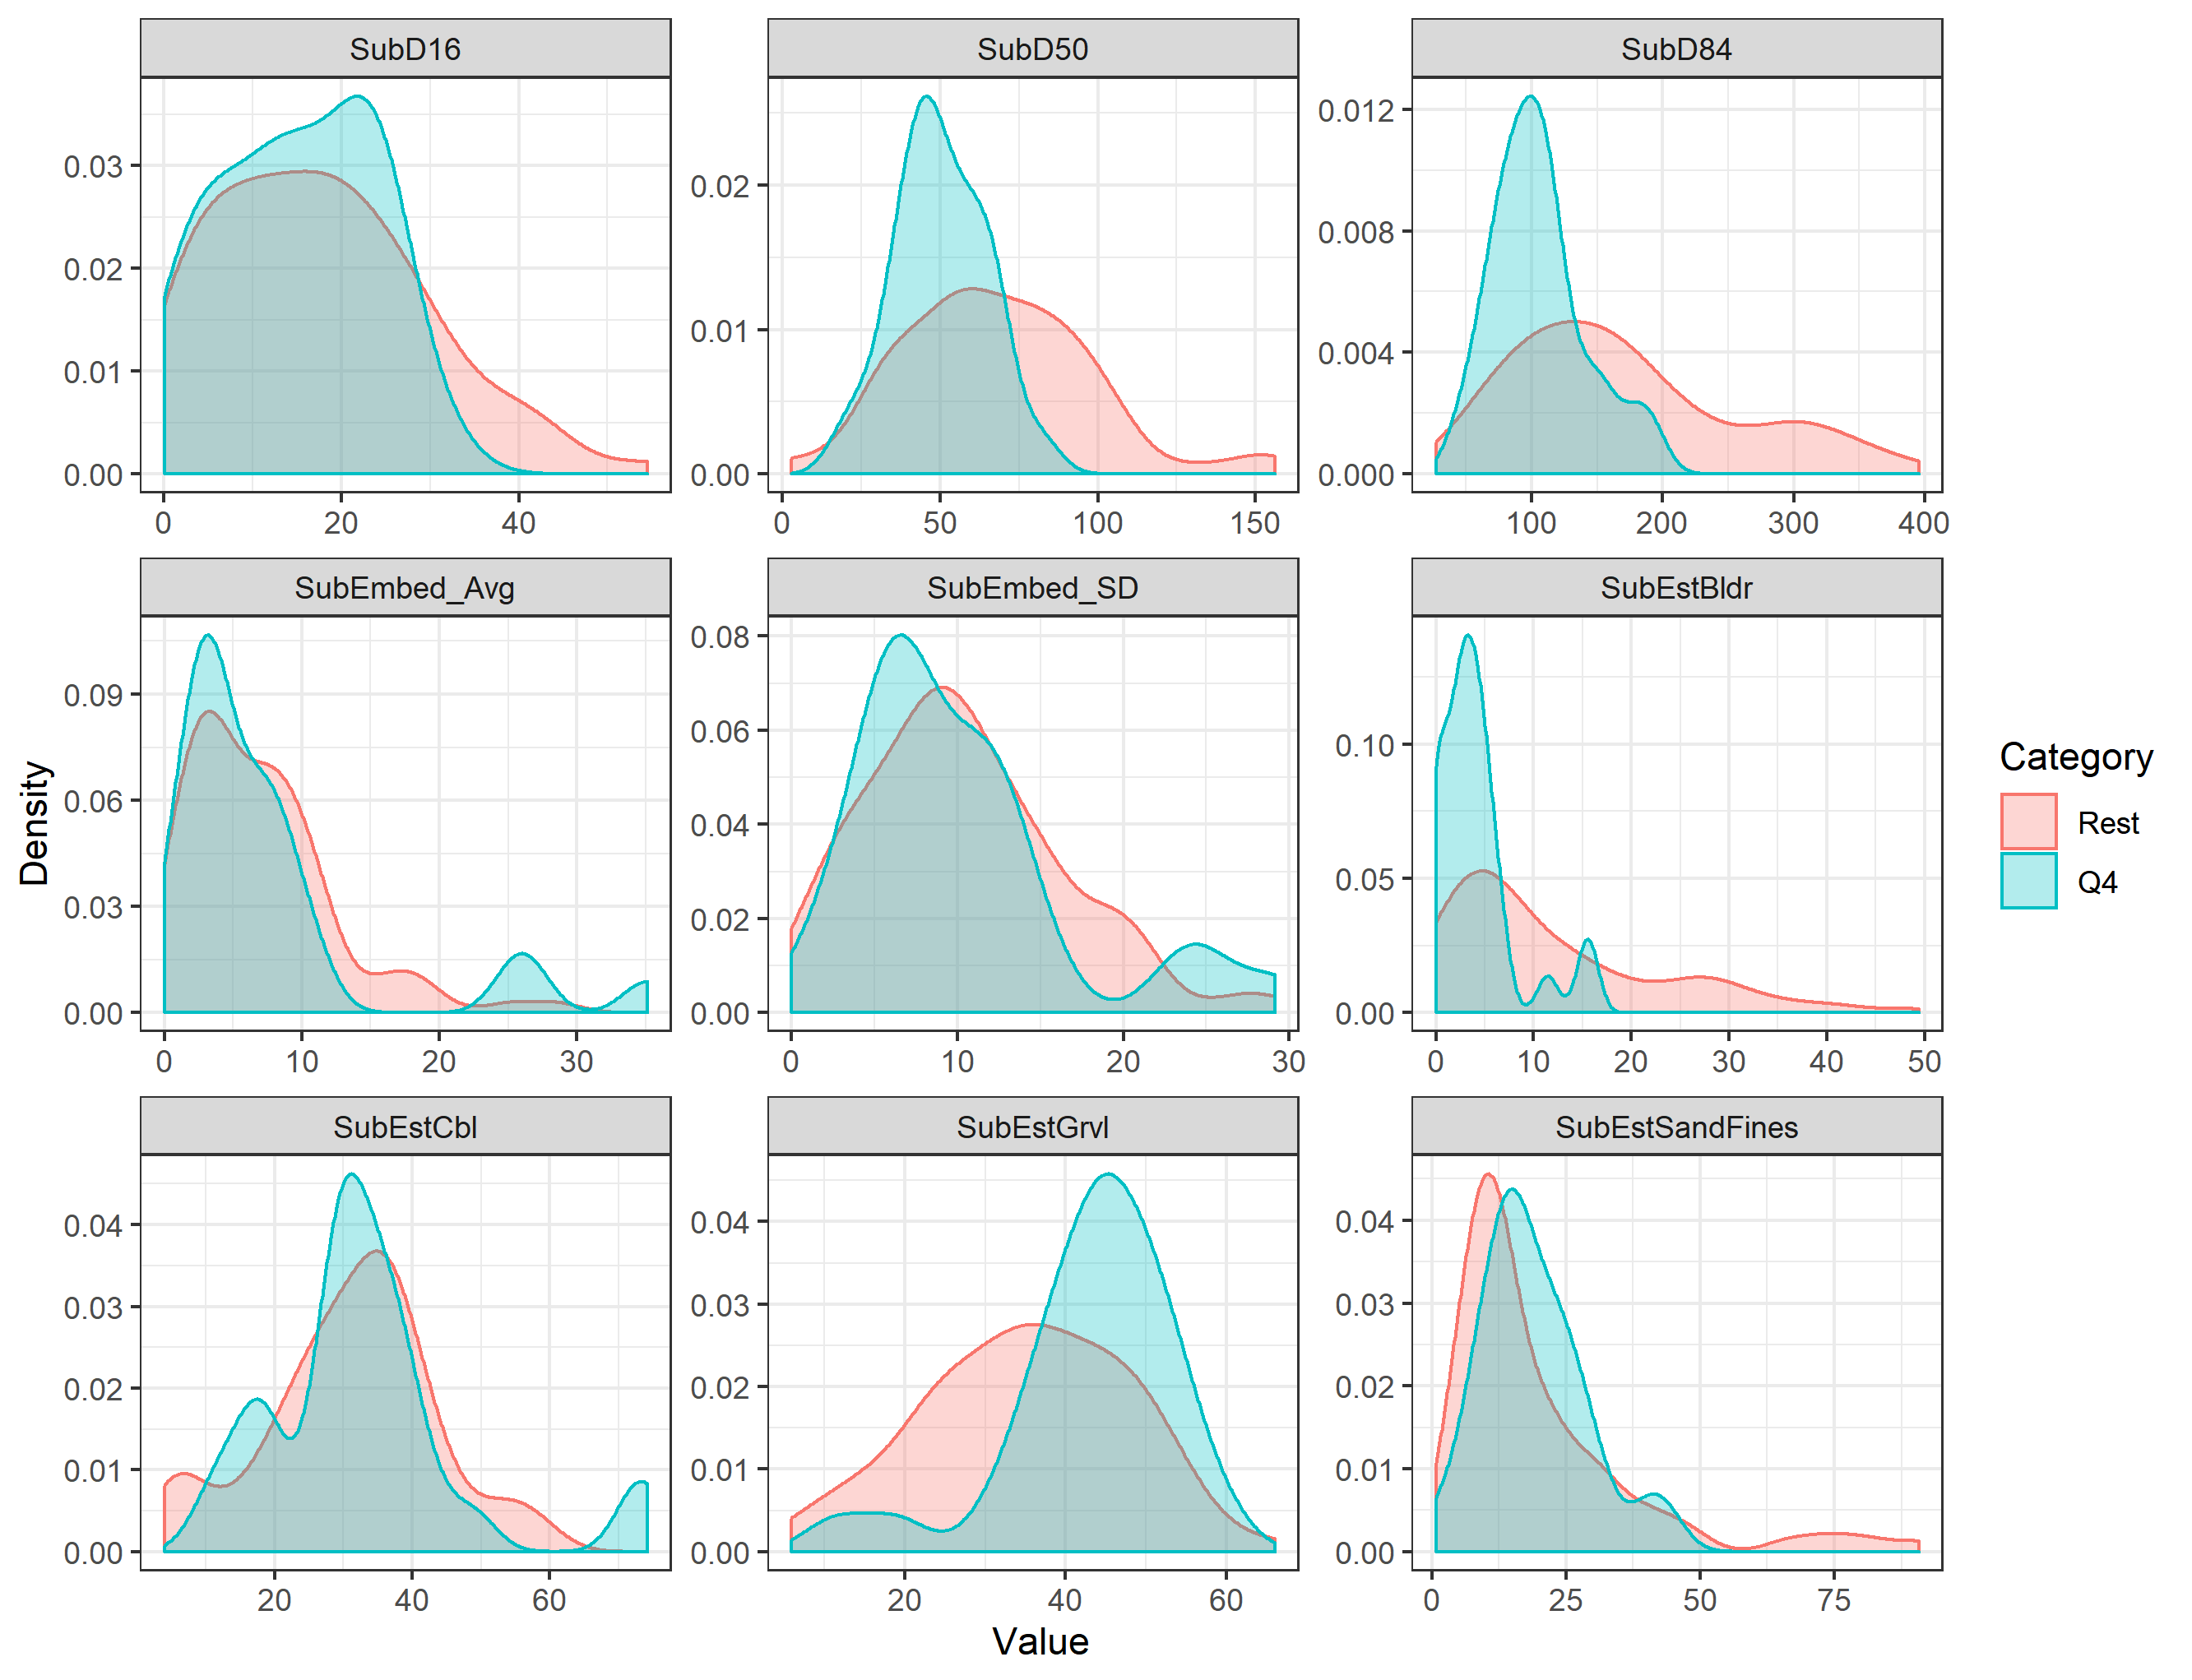 SubD16 SubD50 SubD84
0.03
0.02
0.01
0.00
0 20 40
0.02
0.01
0.00
0 50 100 150
0.012
0.008
0.004
0.000
100 200 300 400
SubEmbed_Avg SubEmbed_SD SubEstBldr
0.09
0.06
0.03
0.00
0 10 20 30
0.08
0.06
0.04
0.02
0.00
0 10 20 30
0.10
0.05
0.00
0 10 20 30 40 50
SubEstCbl SubEstGrvl SubEstSandFines
0.04
0.03
0.02
0.01
0.00
20 40 60
0.04
0.03
0.02
0.01
0.00
20 40 60
0.04
0.03
0.02
0.01
0.00
0 25 50 75
Density
Value
Category
Rest
Q4